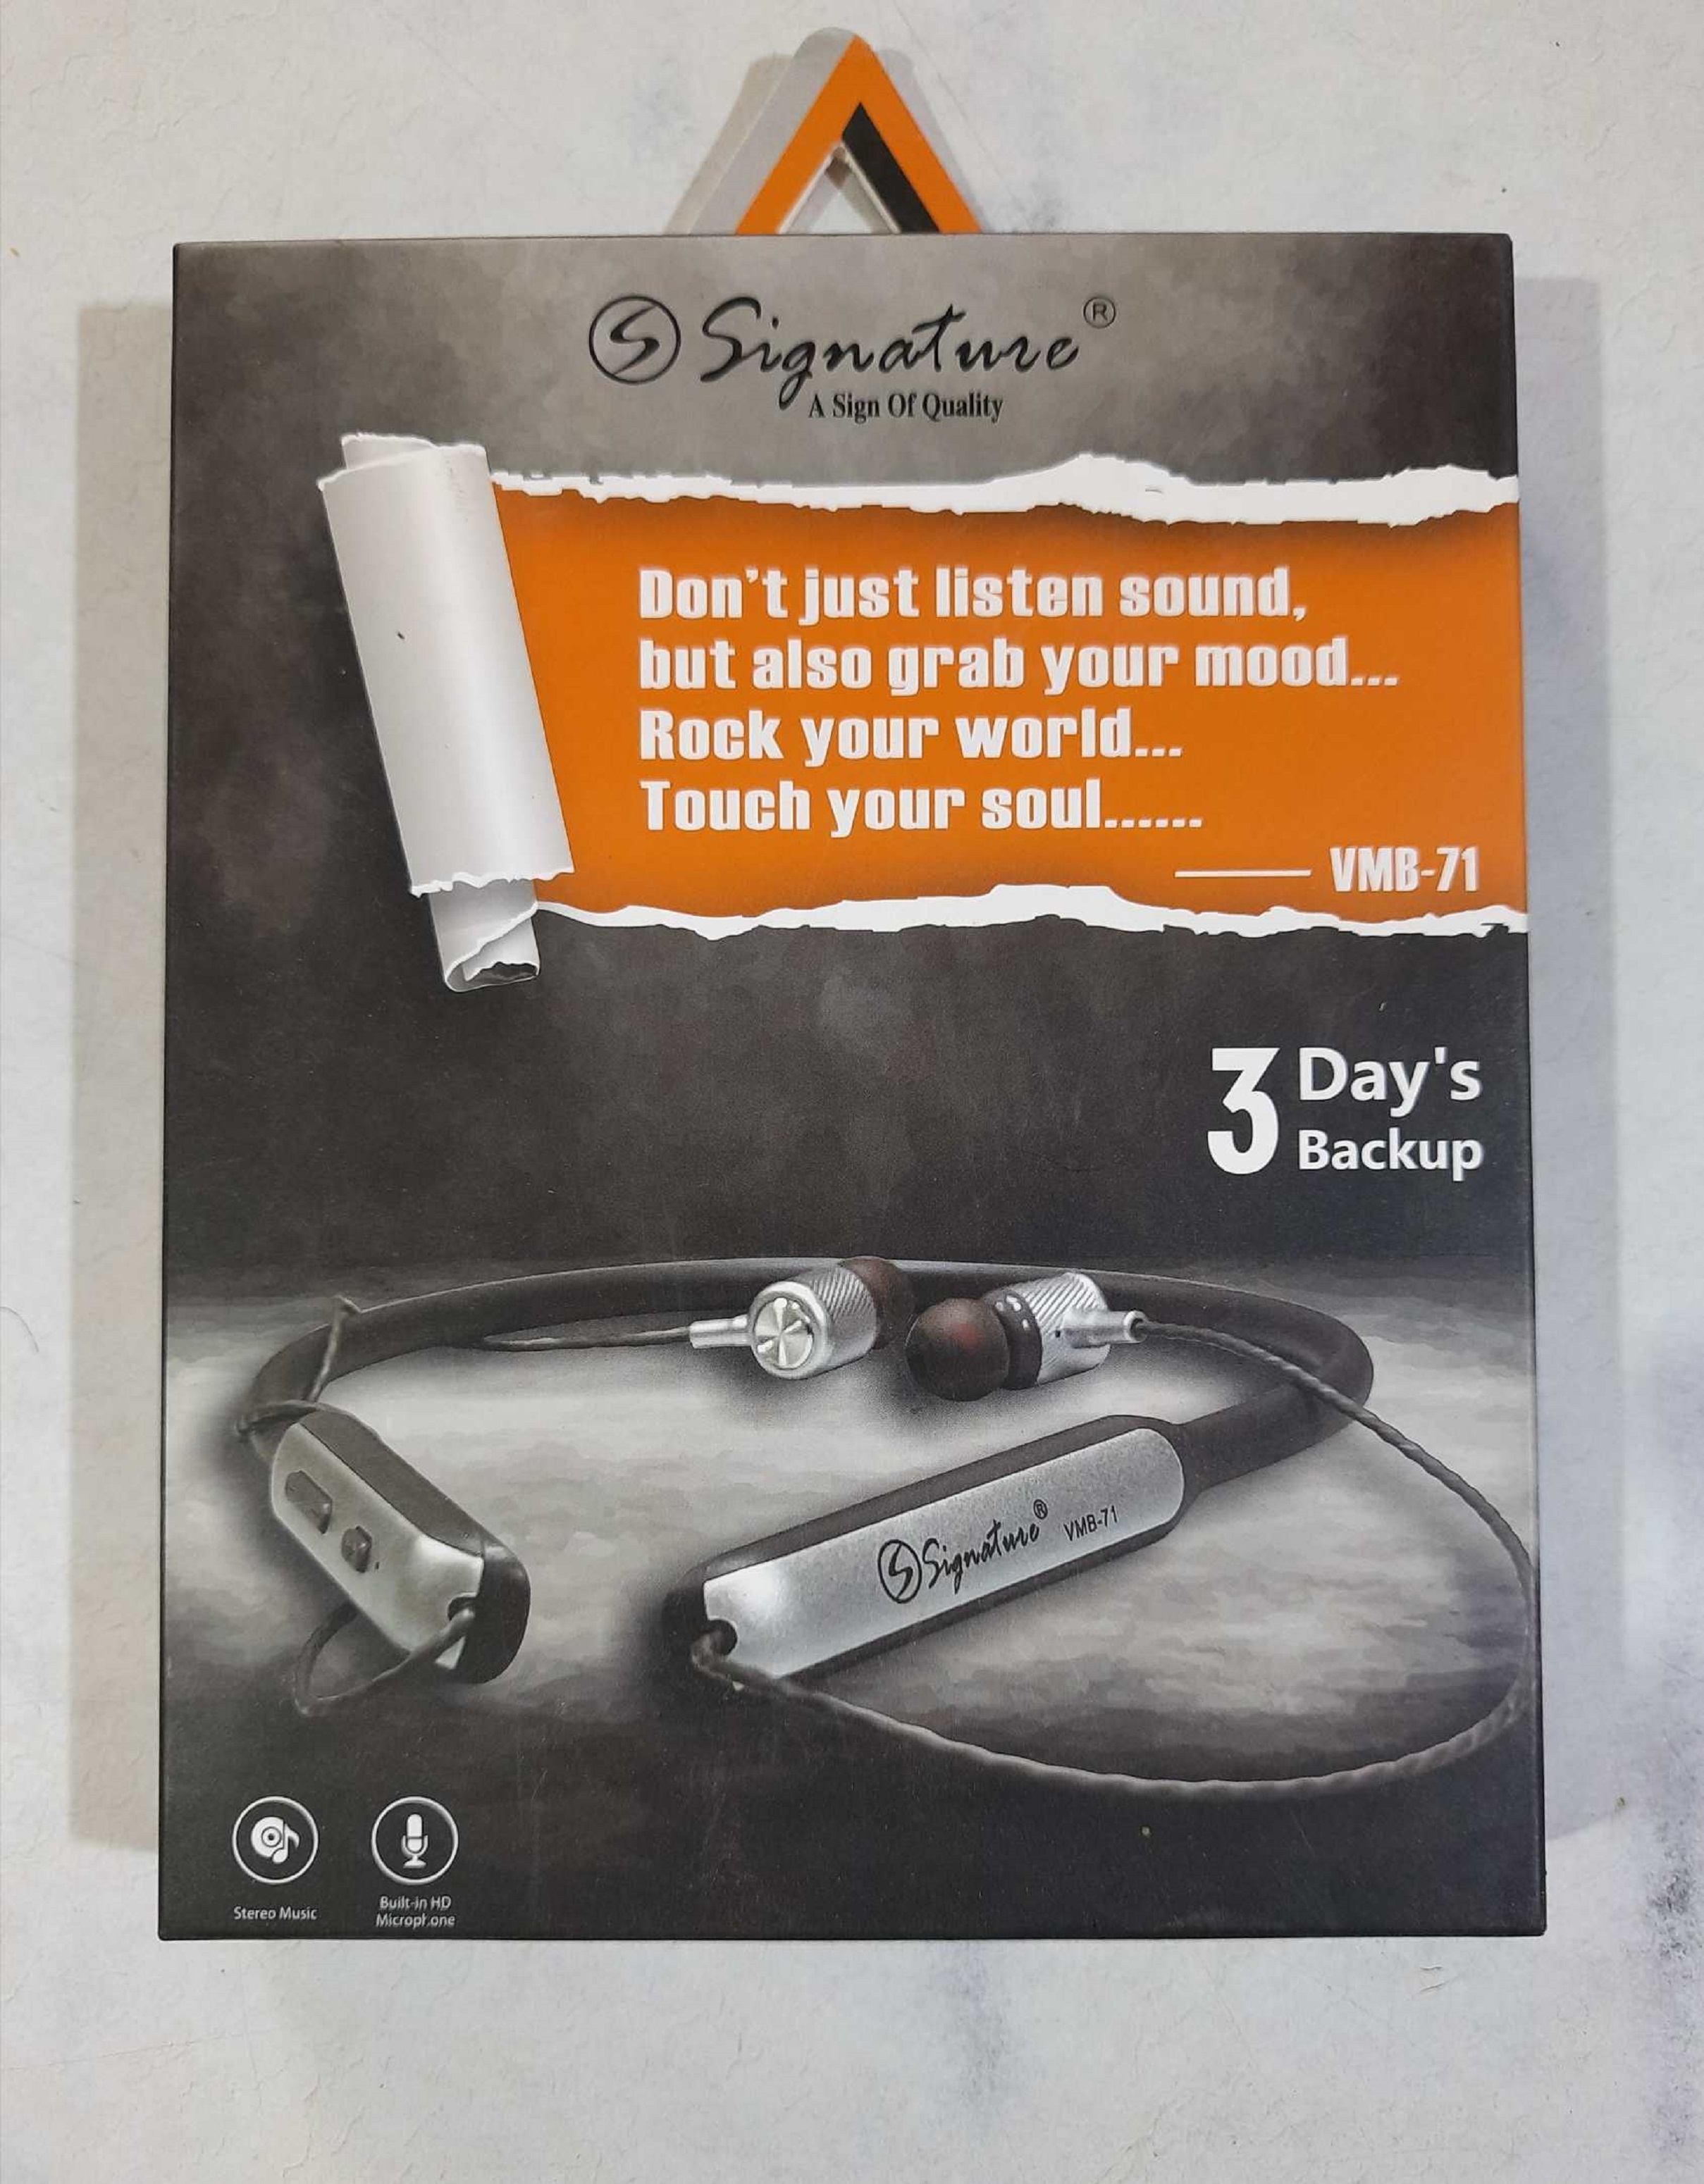 Signature®
A Sign Of Quality
Don't just listen sound,
but also grab your mood...
Rock your world...
Touch your soul......
VMB-71
3 Day's
Backup
Signature® VMB-71
Stereo Music
Built-in HD
Microphone